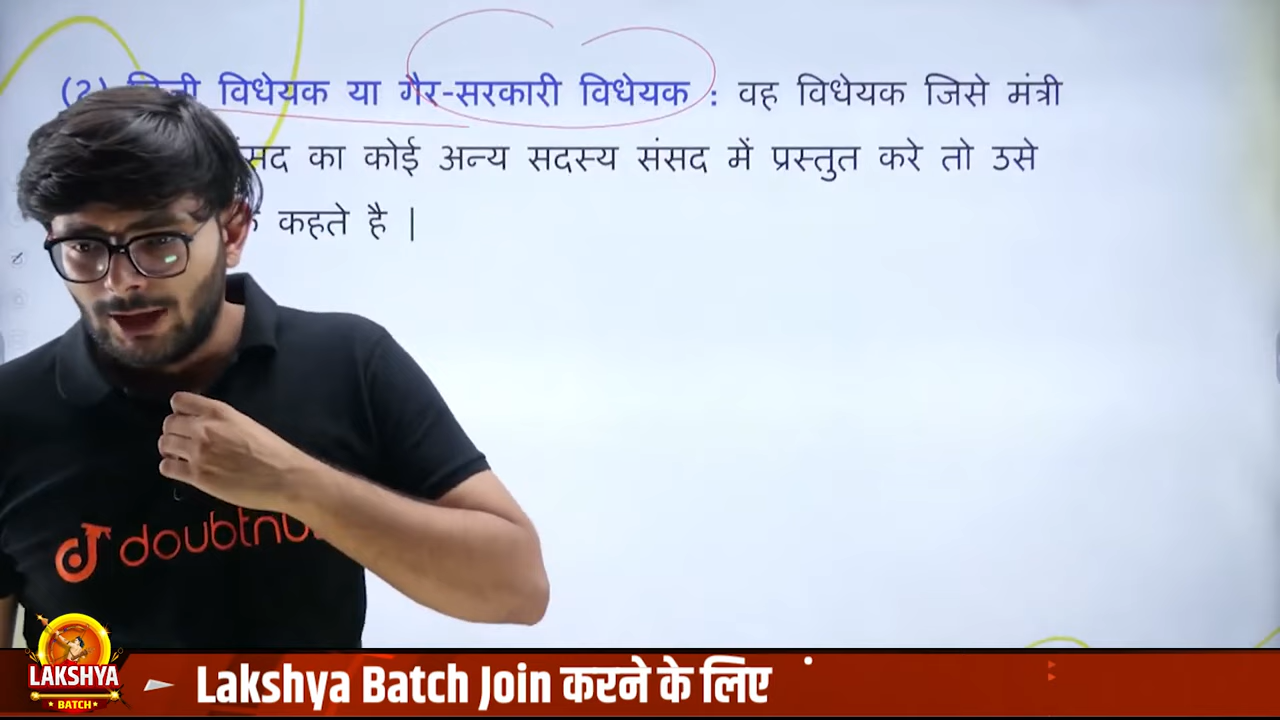 (2) निजी विधेयक या गैर-सरकारी विधेयक : वह विधेयक जिसे मंत्री
संसद का कोई अन्य सदस्य संसद में प्रस्तुत करे तो उसे
कहते है |
doubtnu
LAKSHYA
BATCH
Lakshya Batch Join करने के लिए